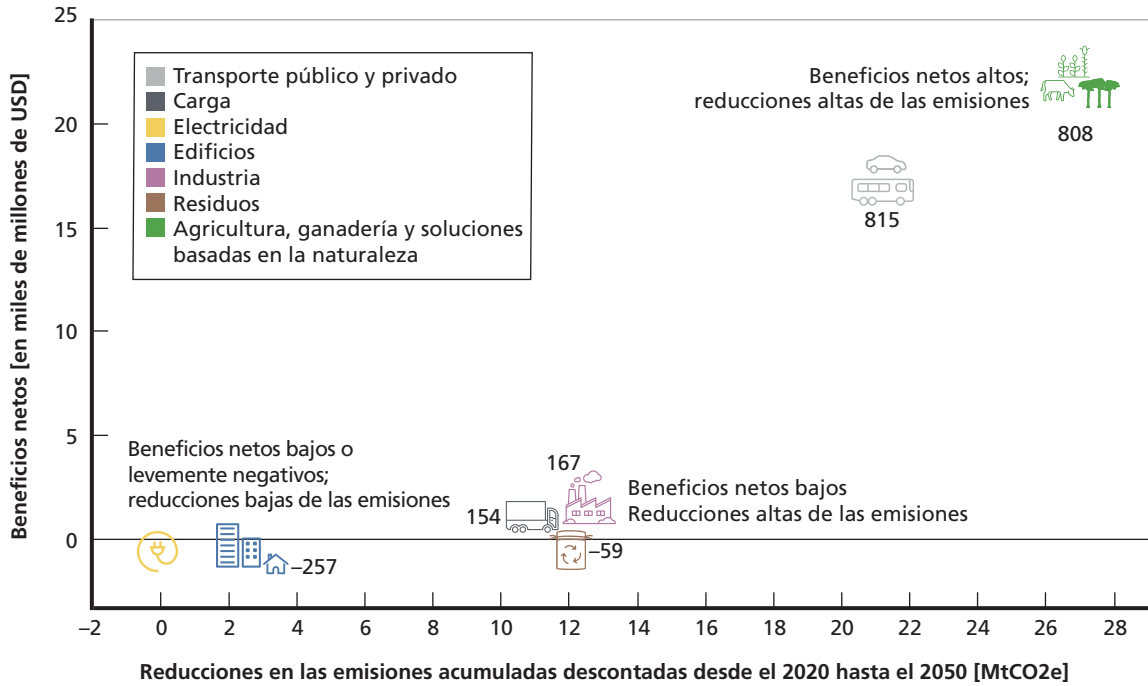 Beneficios netos [en miles de millones de USD]
25
20
15
10
5
0
Transporte público y privado
Carga
Electricidad
Edificios
Industria
Residuos
Agricultura, ganadería y soluciones
basadas en la naturaleza
Beneficios netos altos;
reducciones altas de las emisiones
808
815
Beneficios netos bajos o
levemente negativos;
reducciones bajas de las emisiones
–257
154
167
–59
Beneficios netos bajos
Reducciones altas de las emisiones
–2 0 2 4 6 8 10 12 14 16 18 20 22 24 26 28
Reducciones en las emisiones acumuladas descontadas desde el 2020 hasta el 2050 [MtCO2e]